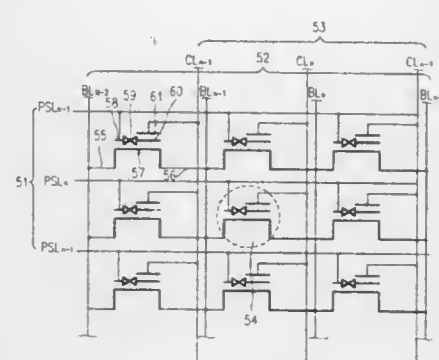 53
CLn-1 52 CLn CLn-1
BLn-2 BLn-1 BLn BLn
PSLn-1
58 59 61 60
55 57 56
51 PSLn
PSLn-1
54